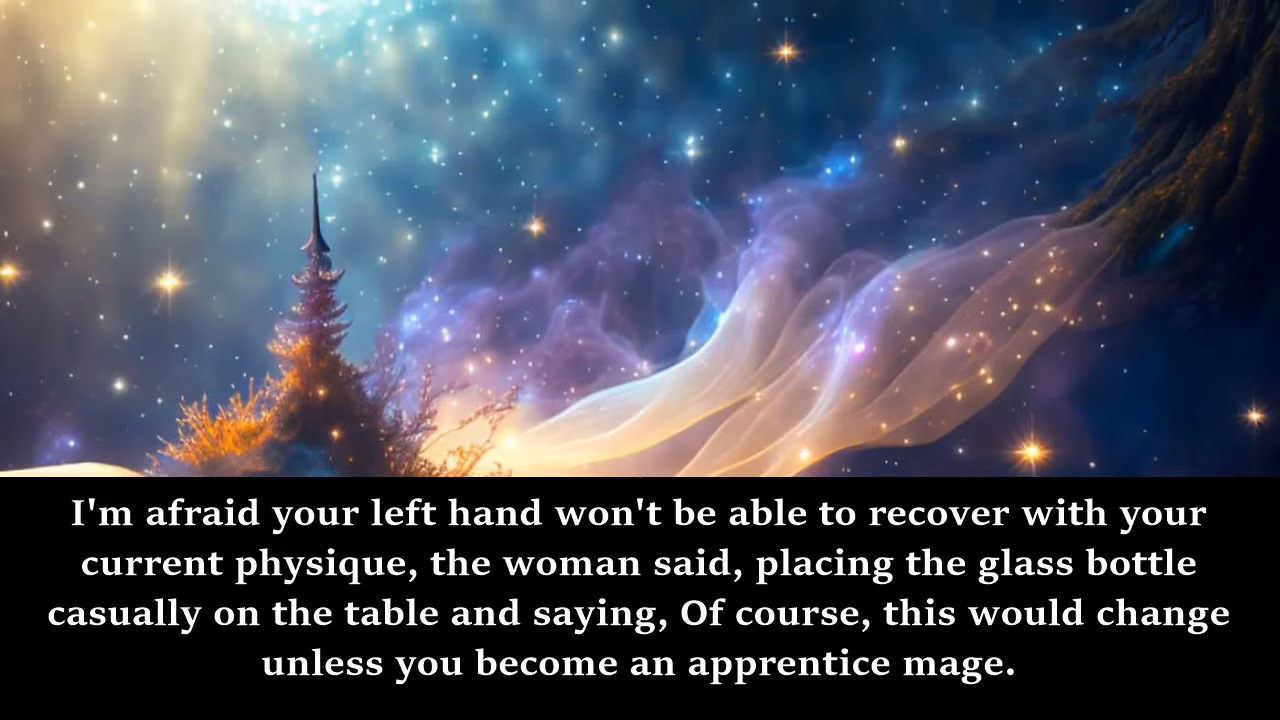 I'm afraid your left hand won't be able to recover with your
current physique, the woman said, placing the glass bottle
casually on the table and saying, Of course, this would change
unless you become an apprentice mage.